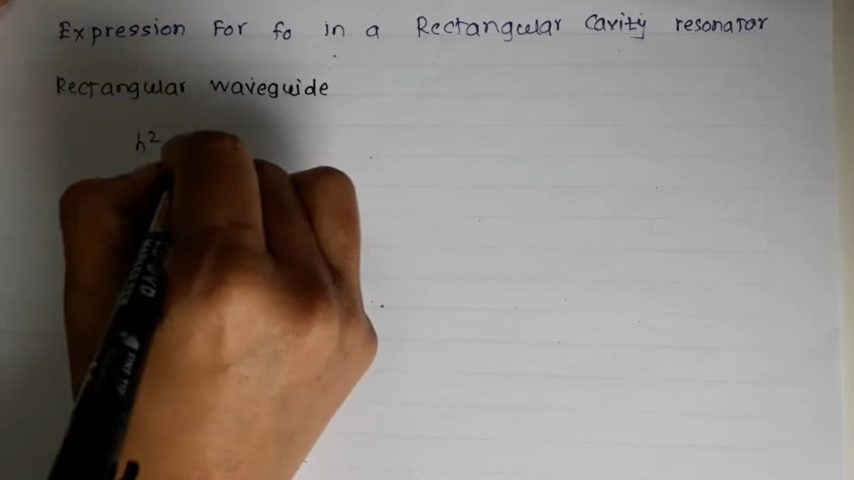 Expression For fo in a Rectangular Cavity resonator
Rectangular waveguide
h²